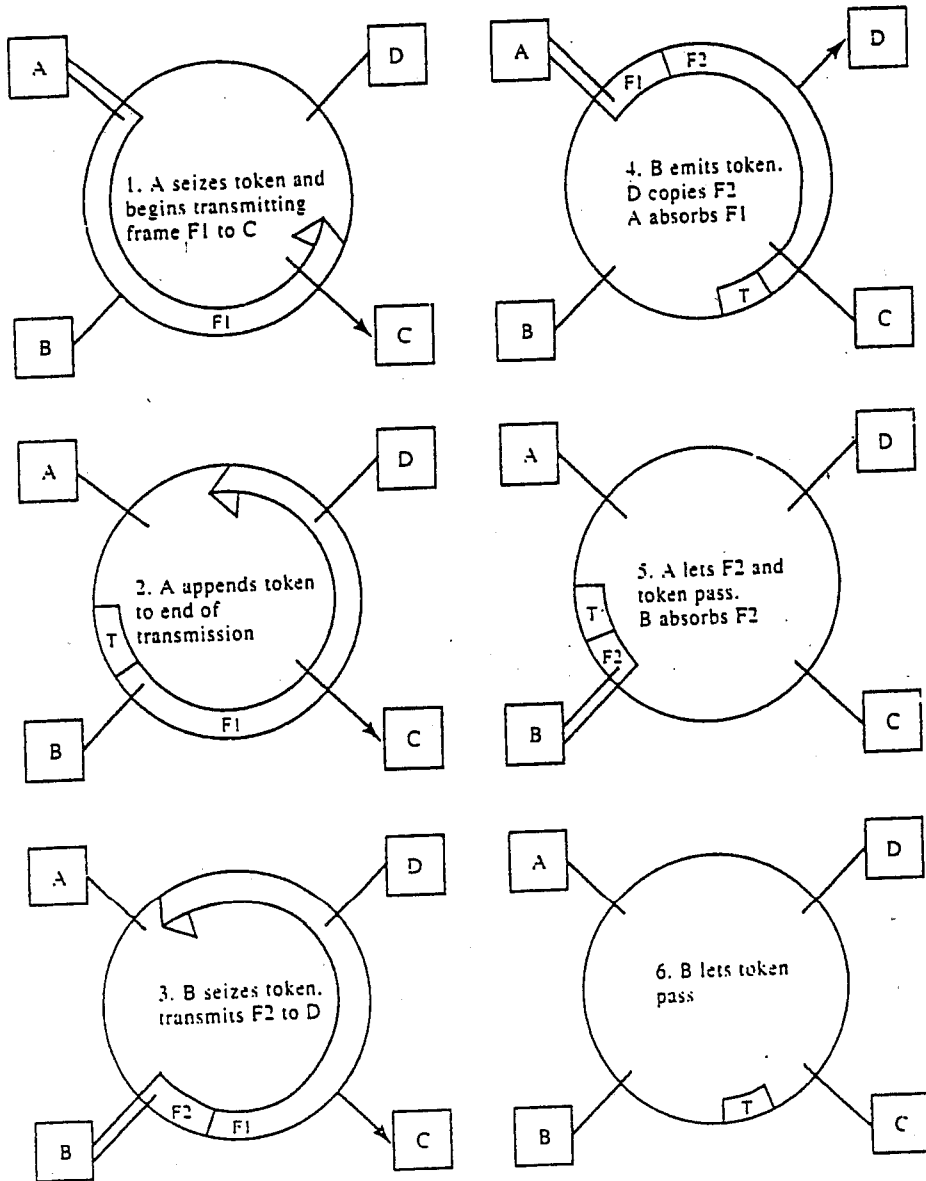 A
D
1. A seizes token and
begins transmitting
frame F1 to C
F1
B
C
A
D
2. A appends token
to end of
transmission
T
F1
B
C
A
D
3. B seizes token.
transmits F2 to D
F2
F1
B
C
A
D
F1
F2
4. B emits token.
D copies F2
A absorbs F1
T
B
C
A
D
5. A lets F2 and
token pass.
B absorbs F2
T
F2
B
C
A
D
6. B lets token
pass
T
B
C